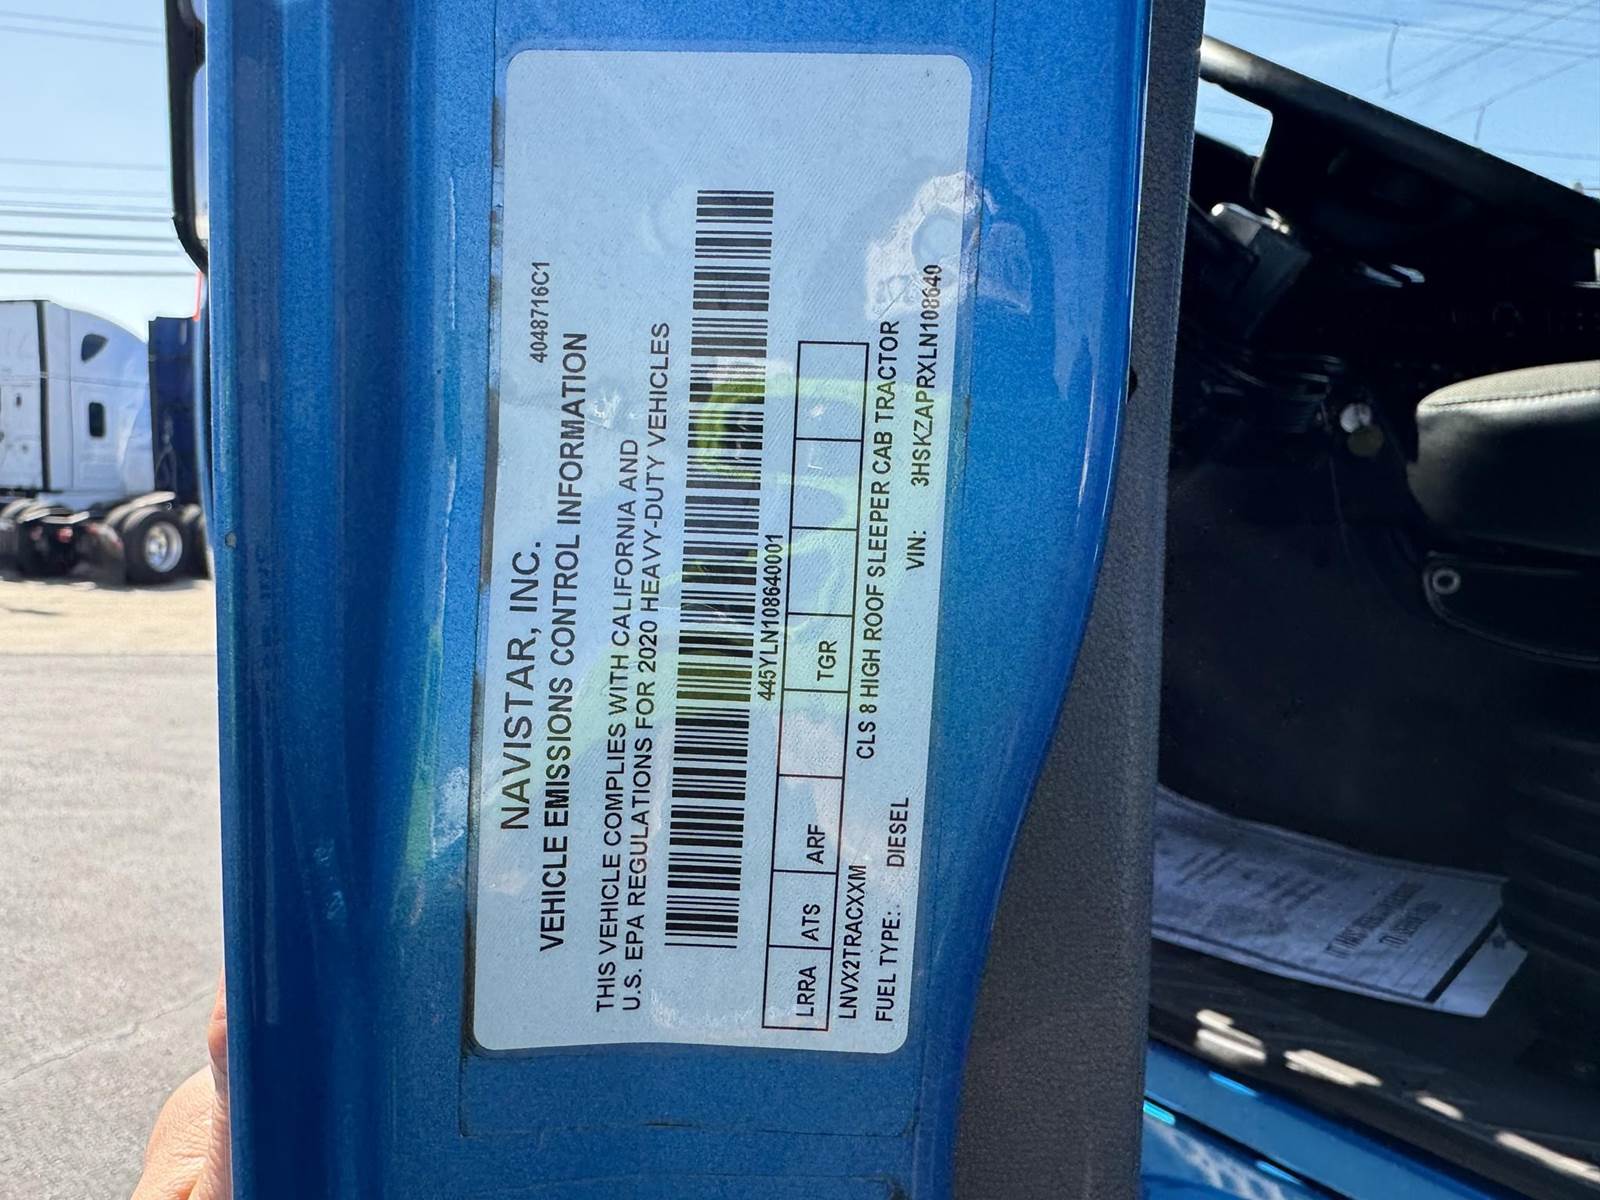 4048716C1
NAVISTAR, INC.
VEHICLE EMISSIONS CONTROL INFORMATION
THIS VEHICLE COMPLIES WITH CALIFORNIA AND
U.S. EPA REGULATIONS FOR 2020 HEAVY-DUTY VEHICLES
445YLN108640001
LRRA ATS ARF TGR
LNVX2TRACXXM CLS 8 HIGH ROOF SLEEPER CAB TRACTOR
FUEL TYPE: DIESEL VIN: 3HSKZAPRXLN108640